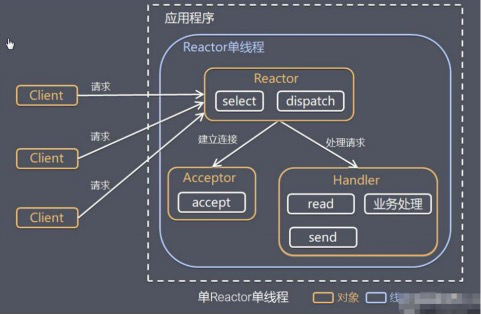 应用程序
Reactor单线程
Reactor
select
dispatch
Client
请求
Client
请求
Client
请求
建立连接
处理请求
Acceptor
accept
Handler
read
业务处理
send
单Reactor单线程
对象
线